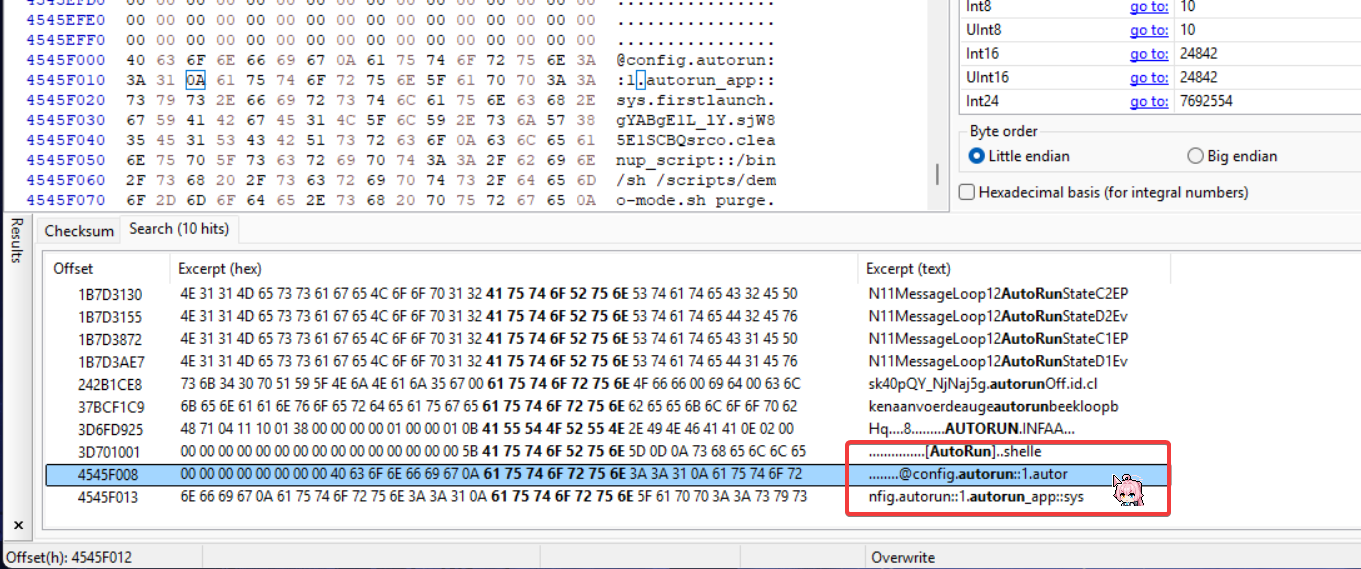 4545EFE0 00 00 00 00 00 00 00 00 00 00 00 00 00 00 00 00 ................
4545EFF0 00 00 00 00 00 00 00 00 00 00 00 00 00 00 00 00 ................
4545F000 40 63 6F 6E 66 69 67 0A 61 75 74 6F 72 75 6E 3A @config.autorun:
4545F010 3A 31 0A 61 75 74 6F 72 75 6E 5F 61 70 70 3A 3A :1.autorun_app::
4545F020 73 79 73 2E 66 69 72 73 74 6C 61 75 6E 63 68 2E sys.firstlaunch.
4545F030 67 59 41 42 67 45 31 4C 5F 6C 59 2E 73 6A 57 38 gYABgE1L_lY.sjW8
4545F040 35 45 31 53 43 42 51 73 72 63 6F 0A 63 6C 65 61 5E1SCBQsrco.clea
4545F050 6E 75 70 5F 73 63 72 69 70 74 3A 3A 2F 62 69 6E nup_script::/bin
4545F060 2F 73 68 20 2F 73 63 72 69 70 74 73 2F 64 65 6D /sh /scripts/dem
4545F070 6F 2D 6D 6F 64 65 2E 73 68 20 70 75 72 67 65 0A o-mode.sh purge.
Int8 go to: 10
UInt8 go to: 10
Int16 go to: 24842
UInt16 go to: 24842
Int24 go to: 7692554
Byte order
Little endian Big endian
Hexadecimal basis (for integral numbers)
Results
Checksum Search (10 hits)
Offset Excerpt (hex) Excerpt (text)
1B7D3130 4E 31 31 4D 65 73 73 61 67 65 4C 6F 6F 70 31 32 41 75 74 6F 52 75 6E 53 74 61 74 65 43 32 45 50 N11MessageLoop12AutoRunStateC2EP
1B7D3155 4E 31 31 4D 65 73 73 61 67 65 4C 6F 6F 70 31 32 41 75 74 6F 52 75 6E 53 74 61 74 65 44 32 45 76 N11MessageLoop12AutoRunStateD2Ev
1B7D3872 4E 31 31 4D 65 73 73 61 67 65 4C 6F 6F 70 31 32 41 75 74 6F 52 75 6E 53 74 61 74 65 43 31 45 50 N11MessageLoop12AutoRunStateC1EP
1B7D3AE7 4E 31 31 4D 65 73 73 61 67 65 4C 6F 6F 70 31 32 41 75 74 6F 52 75 6E 53 74 61 74 65 44 31 45 76 N11MessageLoop12AutoRunStateD1Ev
242B1CE8 73 6B 34 30 70 51 59 5F 4E 6A 4E 61 6A 35 67 00 61 75 74 6F 72 75 6E 4F 66 66 00 69 64 00 63 6C sk40pQY_NjNaj5g.autorunOff.id.cl
37BCF1C9 6B 65 6E 61 61 6E 76 6F 65 72 64 65 61 75 67 65 61 75 74 6F 72 75 6E 62 65 65 6B 6C 6F 6F 70 62 kenaanvoerdeaugeautorunbeekloopb
3D6FD925 48 71 04 11 10 01 38 00 00 00 00 01 00 00 01 0B 41 55 54 4F 52 55 4E 2E 49 4E 46 41 41 0E 02 00 Hq....8.........AUTORUN.INFAA...
3D701001 00 00 00 00 00 00 00 00 00 00 00 00 00 00 00 5B 41 75 74 6F 52 75 6E 5D 0D 0A 73 68 65 6C 6C 65 ...............[AutoRun]..shelle
4545F008 00 00 00 00 00 00 00 00 40 63 6F 6E 66 69 67 0A 61 75 74 6F 72 75 6E 3A 3A 31 0A 61 75 74 6F 72 ........@config.autorun::1.autor
4545F013 6E 66 69 67 0A 61 75 74 6F 72 75 6E 3A 3A 31 0A 61 75 74 6F 72 75 6E 5F 61 70 70 3A 3A 73 79 73 nfig.autorun::1.autorun_app::sys
Offset(h): 4545F012 Overwrite